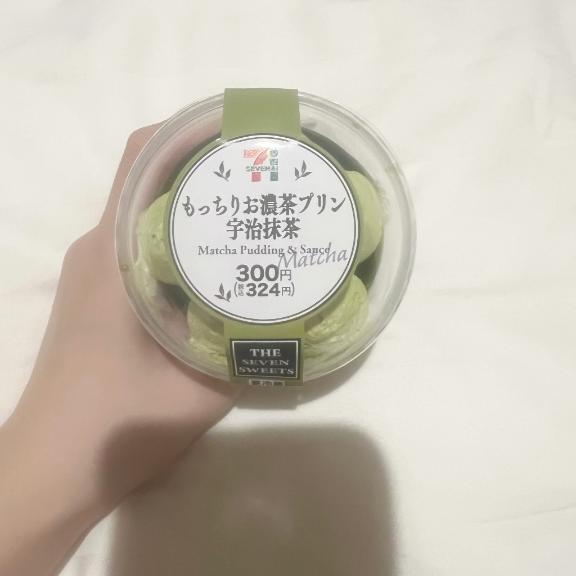 SEVEN & i
もっちりお濃茶プリン
宇治抹茶
Matcha Pudding & Sauce
Matcha
300円
(税込324円)
THE
SEVEN
SWEETS